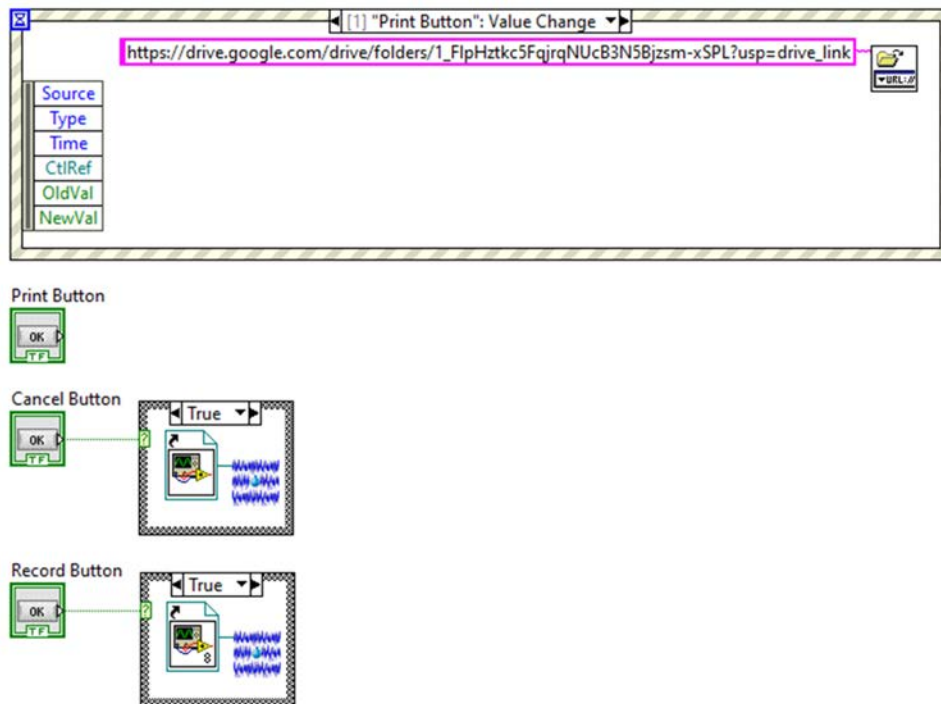 [1] "Print Button": Value Change
https://drive.google.com/drive/folders/1_FlpHztkc5FqjrqNUcB3N5Bjzsm-xSPL?usp=drive_link
URL://
Source
Type
Time
CtlRef
OldVal
NewVal
Print Button
OK
TF
Cancel Button
True
OK
?
TF
Record Button
True
OK
?
TF
8